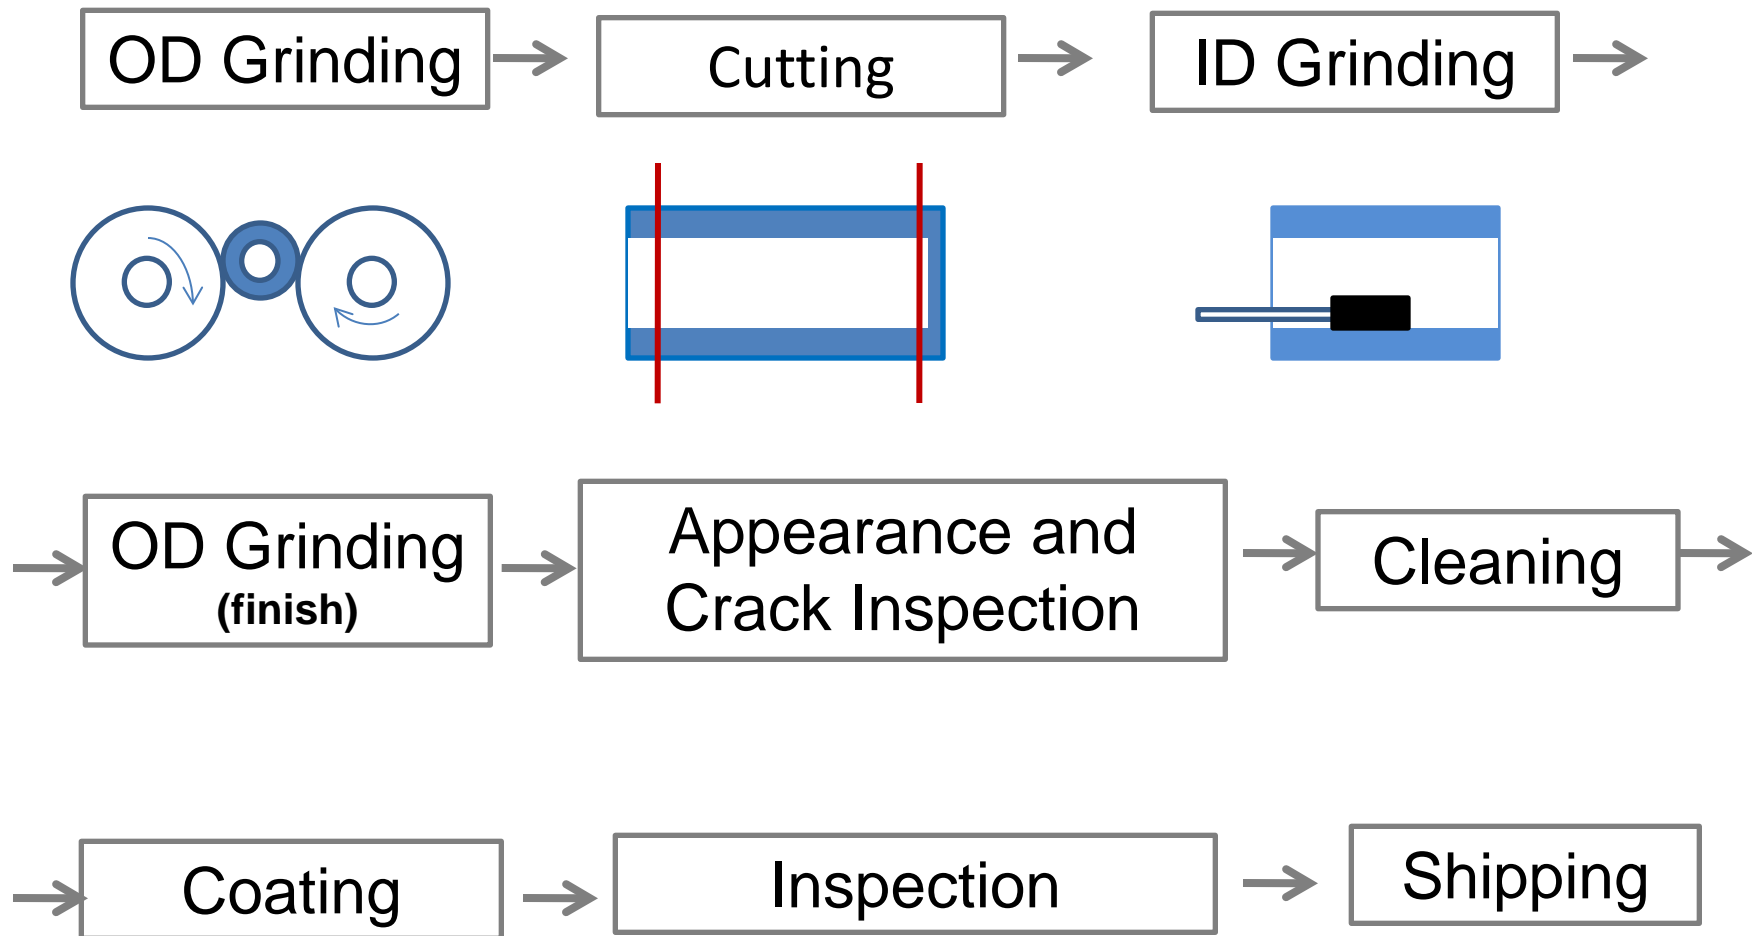 OD Grinding
Cutting
ID Grinding
OD Grinding
(finish)
Appearance and
Crack Inspection
Cleaning
Coating
Inspection
Shipping